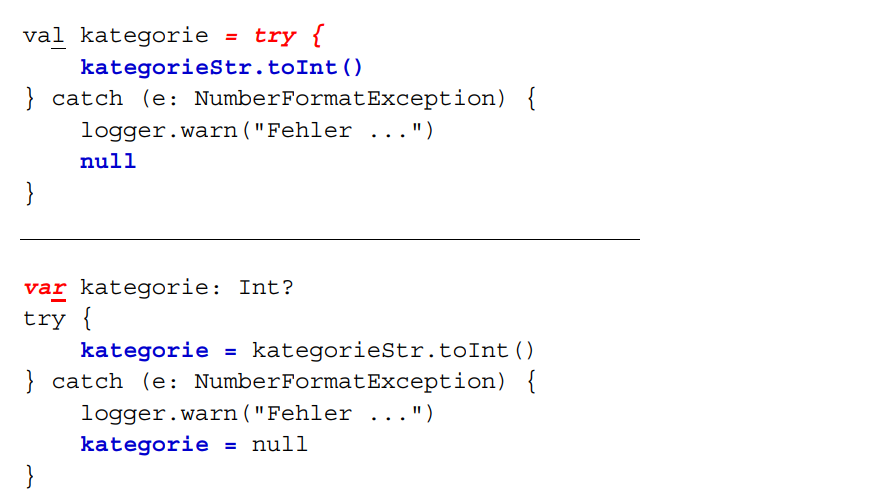 val kategorie = try {
    kategorieStr.toInt()
} catch (e: NumberFormatException) {
    logger.warn("Fehler ...")
    null
}
var kategorie: Int?
try {
    kategorie = kategorieStr.toInt()
} catch (e: NumberFormatException) {
    logger.warn("Fehler ...")
    kategorie = null
}